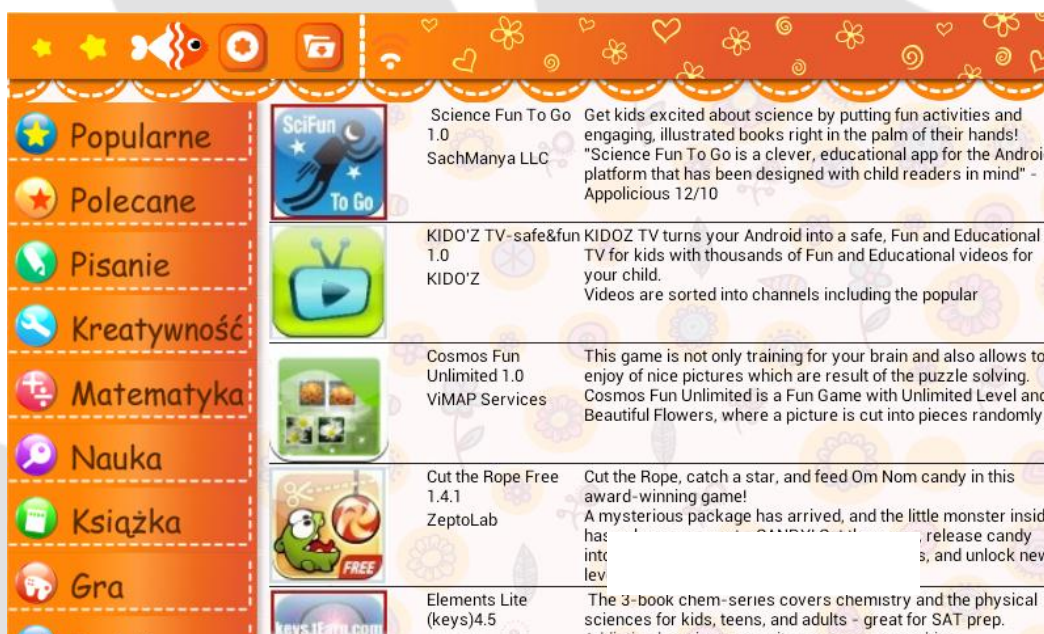 Popularne
Polecane
Pisanie
Kreatywność
Matematyka
Nauka
Książka
Gra
SciFun
To Go
Science Fun To Go
1.0
SachManya LLC
Get kids excited about science by putting fun activities and
engaging, illustrated books right in the palm of their hands!
"Science Fun To Go is a clever, educational app for the
platform that has been designed with child readers in mind" -
Appolicious 12/10
KIDO'Z TV-safe&fun
1.0
KIDO'Z
KIDOZ TV turns your Android into a safe, Fun and Educational
TV for kids with thousands of Fun and Educational videos for
your child.
Videos are sorted into channels including the popular
Cosmos Fun
Unlimited 1.0
ViMAP Services
This game is not only training for your brain and also allows to
enjoy of nice pictures which are result of the puzzle solving.
Cosmos Fun Unlimited is a Fun Game with Unlimited Level and
Beautiful Flowers, where a picture is cut into pieces randomly
FREE
Cut the Rope Free
1.4.1
ZeptoLab
Cut the Rope, catch a star, and feed Om Nom candy in this
award-winning game!
A mysterious package has arrived, and the little monster
has release candy
and unlock new
keys2Earn.com
Elements Lite
(keys)4.5
The 3-book chem-series covers chemistry and the physical
sciences for kids, teens, and adults - great for SAT prep.